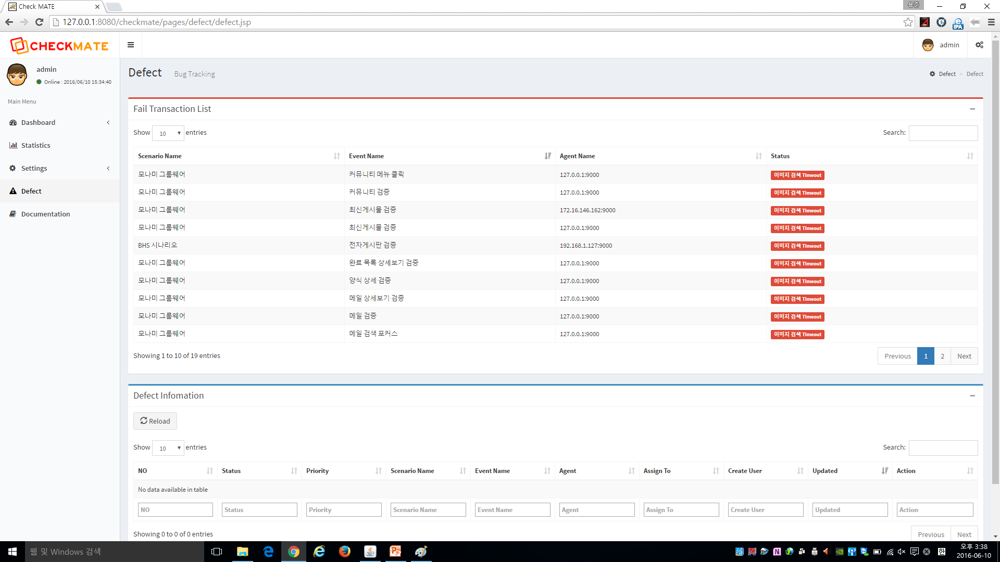 Check MATE
용준
127.0.0.1:8080/checkmate/pages/defect/defect.jsp
CHECKMATE
admin
admin
Online : 2016/06/10 15:34:40
Defect Bug Tracking
Defect > Defect
Main Menu
Dashboard
Statistics
Settings
Defect
Documentation
Fail Transaction List
Show 10 entries
Search:
Scenario Name Event Name Agent Name Status
모나미 그룹웨어 커뮤니티 메뉴 클릭 127.0.0.1:9000 이미지 검색 TImeout
모나미 그룹웨어 커뮤니티 검증 127.0.0.1:9000 이미지 검색 TImeout
모나미 그룹웨어 최신게시물 검증 172.16.146.162:9000 이미지 검색 TImeout
모나미 그룹웨어 최신게시물 검증 127.0.0.1:9000 이미지 검색 TImeout
BHS 시나리오 전자게시판 검증 192.168.1.127:9000 이미지 검색 TImeout
모나미 그룹웨어 완료 목록 상세보기 검증 127.0.0.1:9000 이미지 검색 TImeout
모나미 그룹웨어 양식 상세 검증 127.0.0.1:9000 이미지 검색 TImeout
모나미 그룹웨어 메일 상세보기 검증 127.0.0.1:9000 이미지 검색 TImeout
모나미 그룹웨어 메일 검증 127.0.0.1:9000 이미지 검색 TImeout
모나미 그룹웨어 메일 검색 포커스 127.0.0.1:9000 이미지 검색 TImeout
Showing 1 to 10 of 19 entries
Previous 1 2 Next
Defect Infomation
Reload
Show 10 entries
Search:
NO Status Priority Scenario Name Event Name Agent Assign To Create User Updated Action
No data available in table
NO Status Priority Scenario Name Event Name Agent Assign To Create User Updated Action
Showing 0 to 0 of 0 entries
Previous Next
웹 및 Windows 검색
한
오후 3:38
2016-06-10